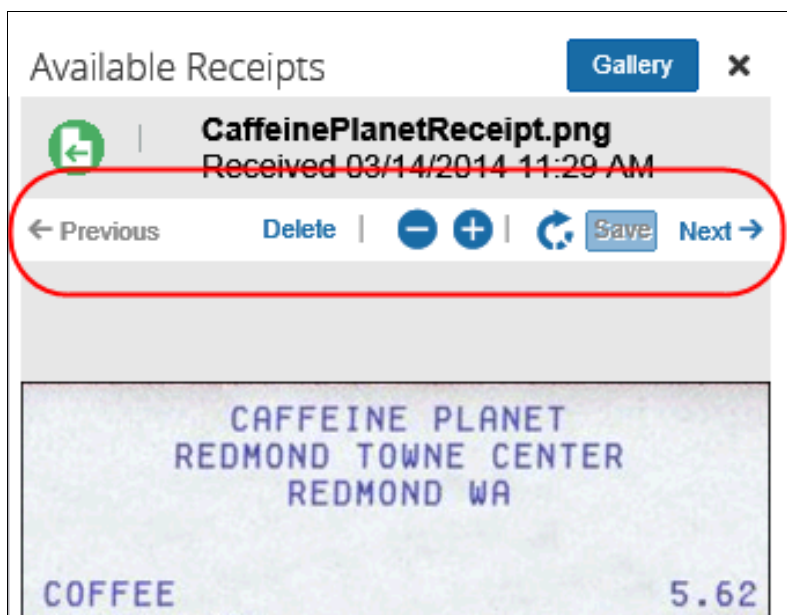 Available Receipts Gallery ×
CaffeinePlanetReceipt.png
Received 03/14/2014 11:29 AM
← Previous Delete | − + | Save Next →
CAFFEINE PLANET
REDMOND TOWNE CENTER
REDMOND WA
COFFEE 5.62